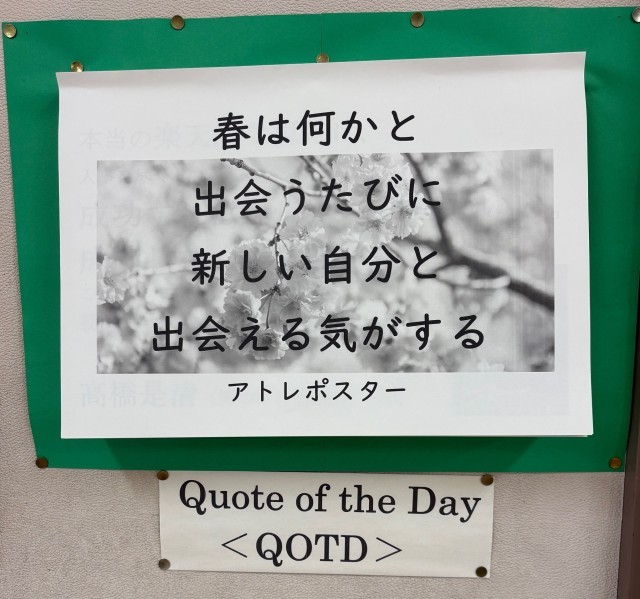 春は何かと
出会うたびに
新しい自分と
出会える気がする
アトレポスター
Quote of the Day
＜QOTD＞